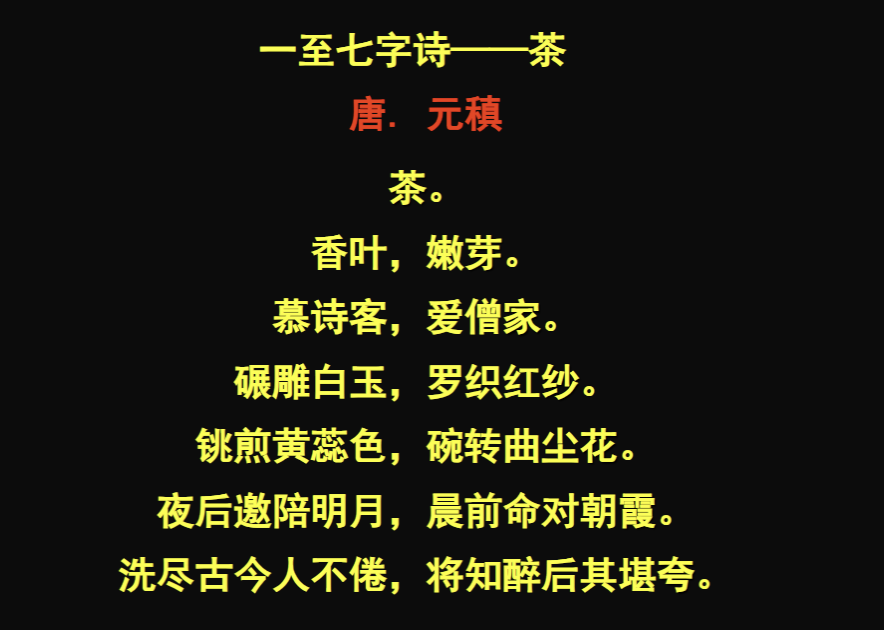 一至七字诗——茶
唐. 元稹
茶。
香叶，嫩芽。
慕诗客，爱僧家。
碾雕白玉，罗织红纱。
铫煎黄蕊色，碗转曲尘花。
夜后邀陪明月，晨前命对朝霞。
洗尽古今人不倦，将知醉后其堪夸。